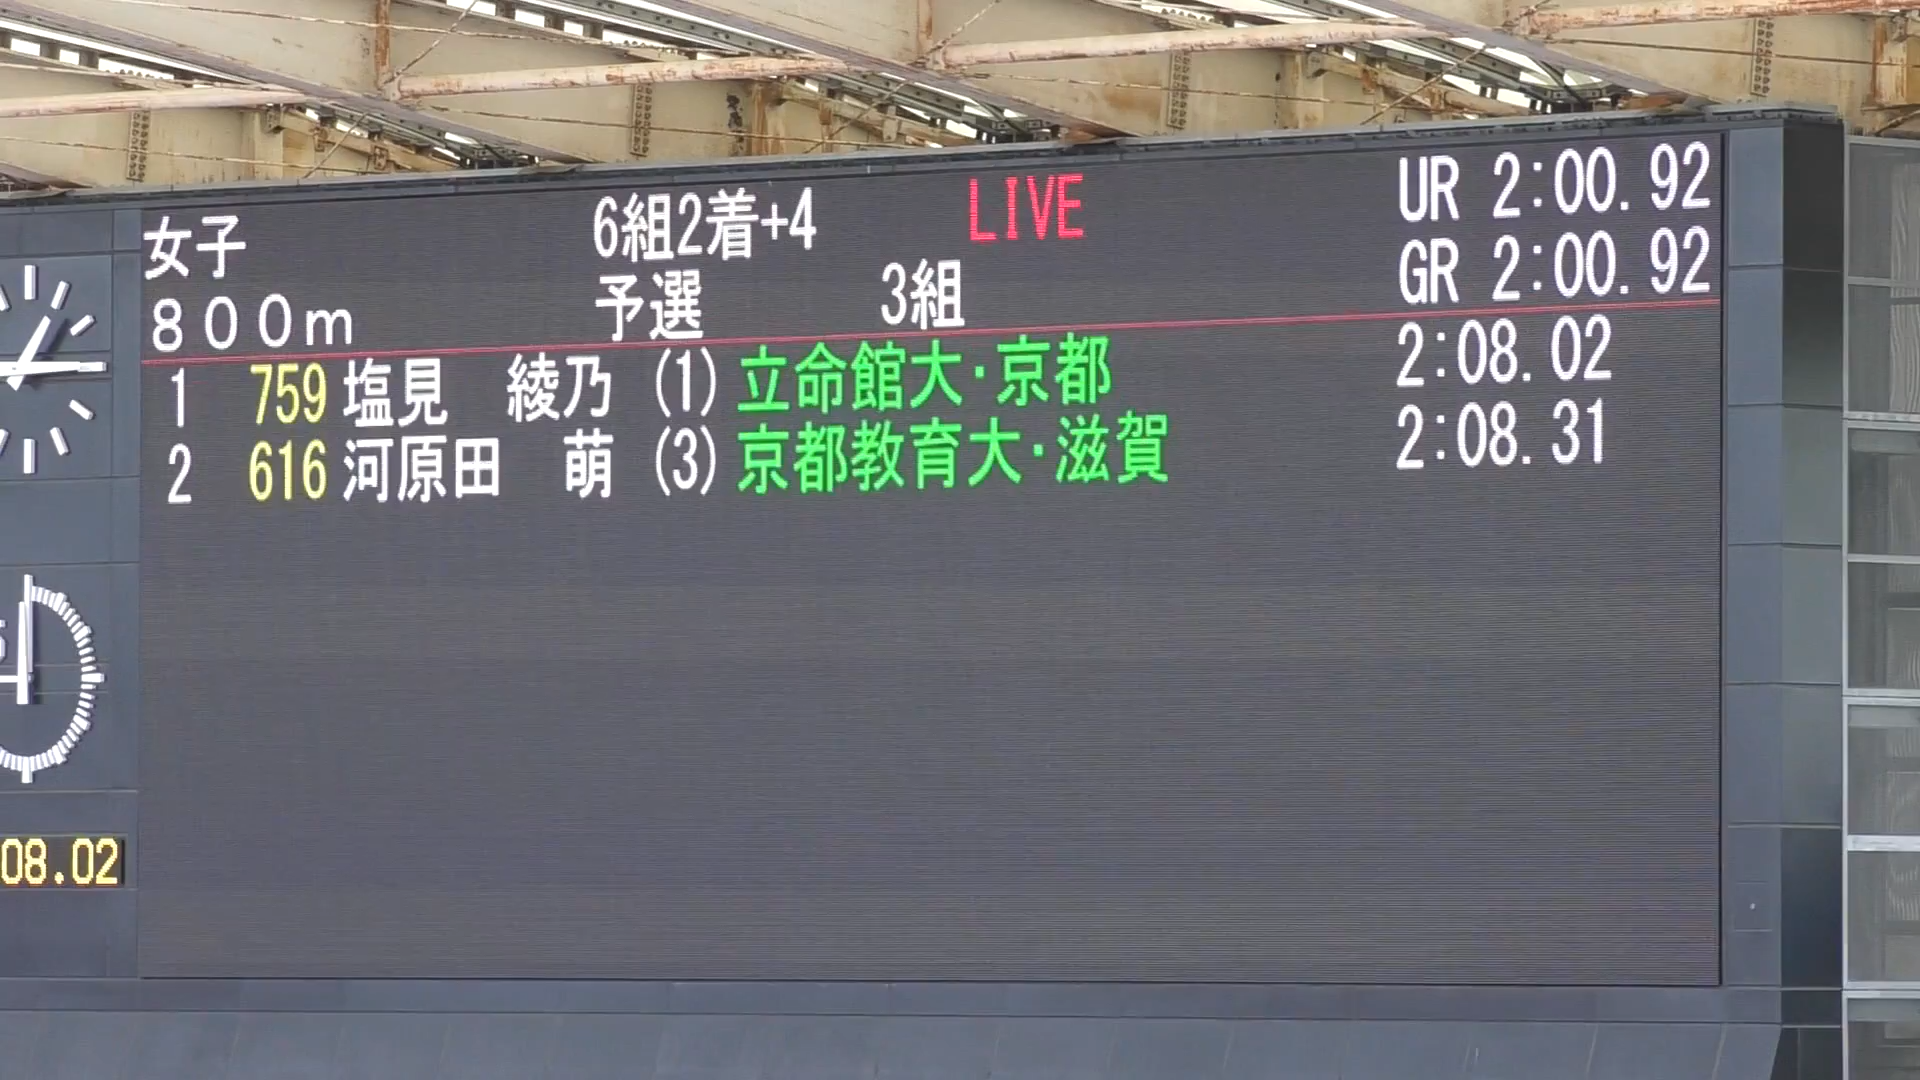 女子 6組2着+4 LIVE UR 2:00.92
800m 予選 3組 GR 2:00.92
1 759 塩見 綾乃 (1) 立命館大・京都 2:08.02
2 616 河原田 萌 (3) 京都教育大・滋賀 2:08.31
08.02